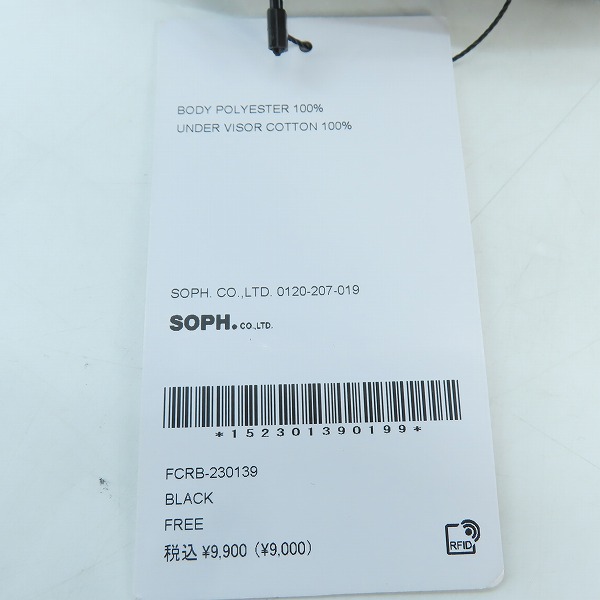 BODY POLYESTER 100%
UNDER VISOR COTTON 100%
SOPH. CO.,LTD. 0120-207-019
SOPH. CO.,LTD.
*152301390199*
FCRB-230139
BLACK
FREE
税込 ¥9,900 (¥9,000)
RFID